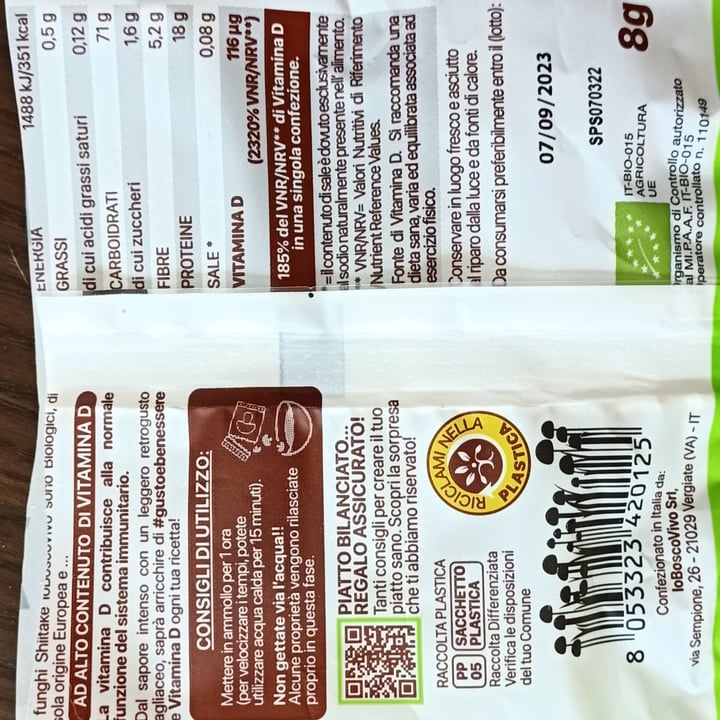 funghi Shiitake IoBoscoVivo sono Biologici, di
sola origine Europea e ...
AD ALTO CONTENUTO DI VITAMINA D
La vitamina D contribuisce alla normale
funzione del sistema immunitario.
Dal sapore intenso con un leggero retrogusto
agliaceo, saprà arricchire di #gustoebenessere
e Vitamina D ogni tua ricetta!
CONSIGLI DI UTILIZZO:
Mettere in ammollo per 1 ora
(per velocizzare i tempi, potete
utilizzare acqua calda per 15 minuti).
Non gettate via l'acqua!!
Alcune proprietà vengono rilasciate
proprio in questa fase.
PIATTO BILANCIATO...
REGALO ASSICURATO!
Tanti consigli per creare il tuo
piatto sano. Scopri la sorpresa
che ti abbiamo riservato!
RICICLAMI NELLA
PLASTICA
RACCOLTA PLASTICA
PP
05
SACCHETTO
PLASTICA
Raccolta Differenziata
Verifica le disposizioni
del tuo Comune
8 053323 420125
Confezionato in Italia da:
IoBoscoVivo Srl,
via Sempione, 26 - 21029 Vergiate (VA) - IT
ENERGIA 1488 kJ/351 kcal
GRASSI 0,5 g
di cui acidi grassi saturi 0,12 g
CARBOIDRATI 71 g
di cui zuccheri 1,6 g
FIBRE 5,2 g
PROTEINE 18 g
SALE * 0,08 g
VITAMINA D 116 µg
(2320% VNR/NRV**)
185% del VNR/NRV** di Vitamina D
in una singola confezione.
* = il contenuto di sale è dovuto esclusivamente
al sodio naturalmente presente nell'alimento.
** VNR/NRV= Valori Nutritivi di Riferimento
Nutrient Reference Values.
Fonte di Vitamina D. Si raccomanda una
dieta sana, varia ed equilibrata associata ad
esercizio fisico.
Conservare in luogo fresco e asciutto
al riparo dalla luce e da fonti di calore.
Da consumarsi preferibilmente entro il (lotto):
07/09/2023
SPS070322
8g
IT-BIO-015
AGRICOLTURA
UE
Organismo di Controllo autorizzato
dal MI.P.A.A.F. IT-BIO-015
Operatore controllato n. 110149